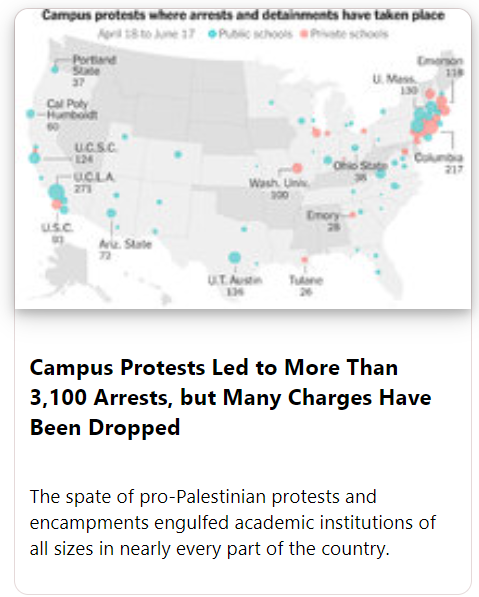 Campus protests where arrests and detainments have taken place
April 18 to June 17 Public schools Private schools
Portland
State
37
Emerson
118
U. Mass.
130
Cal Poly
Humboldt
60
U.C.S.C.
124
U.C.L.A.
271
Ohio State
38
Columbia
217
Wash. Univ.
100
Emory
28
U.S.C.
93
Ariz. State
72
U.T. Austin
136
Tulane
26
Campus Protests Led to More Than
3,100 Arrests, but Many Charges Have
Been Dropped
The spate of pro-Palestinian protests and
encampments engulfed academic institutions of
all sizes in nearly every part of the country.